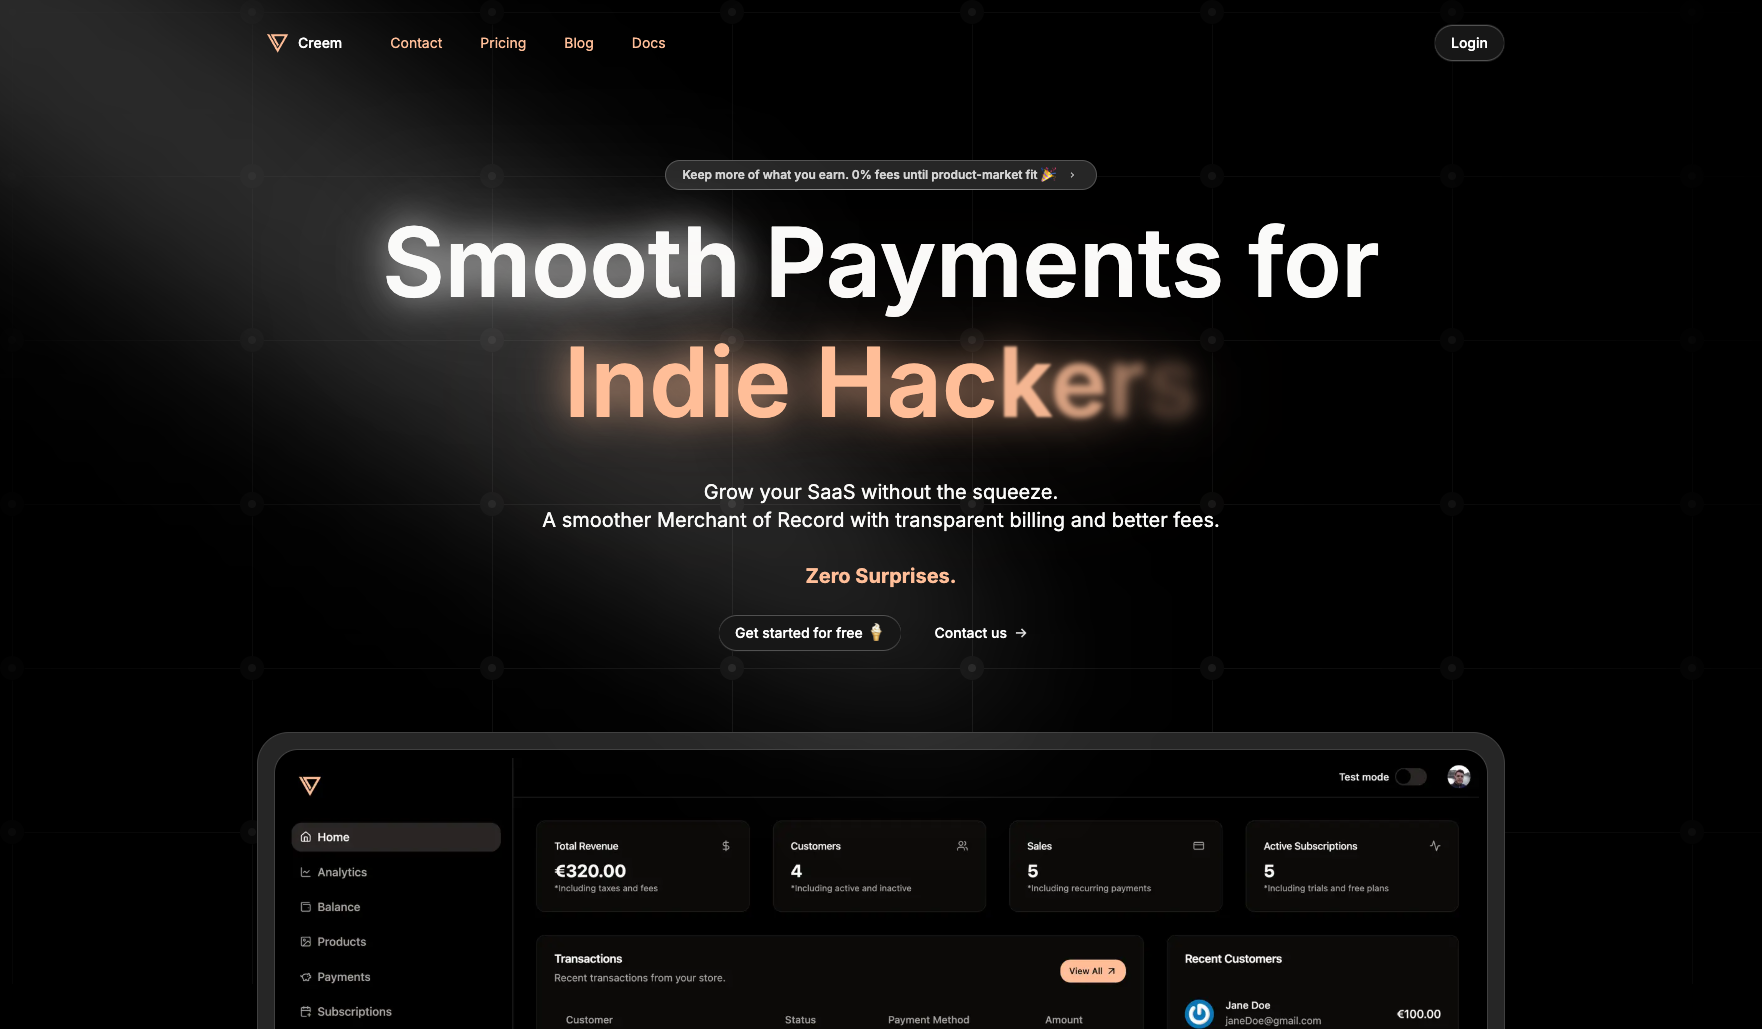 Creem Contact Pricing Blog Docs Login
Keep more of what you earn. 0% fees until product-market fit 🎉 ›
Smooth Payments for
Indie Hackers
Grow your SaaS without the squeeze.
A smoother Merchant of Record with transparent billing and better fees.
Zero Surprises.
Get started for free 🍦 Contact us →
Test mode
Home
Analytics
Balance
Products
Payments
Subscriptions
Total Revenue
€320.00
*Including taxes and fees
Customers
4
*Including active and inactive
Sales
5
*Including recurring payments
Active Subscriptions
5
*Including trials and free plans
Transactions
Recent transactions from your store.
View All
Customer Status Payment Method Amount
Recent Customers
Jane Doe
janeDoe@gmail.com
€100.00